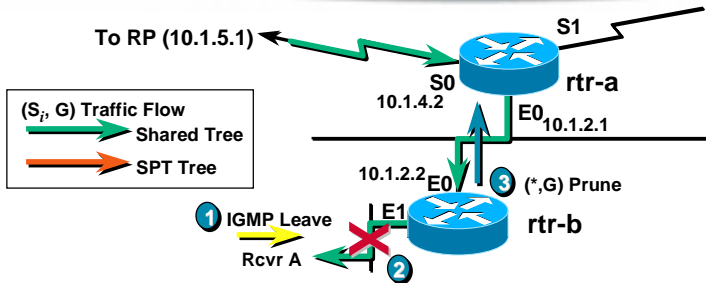 To RP (10.1.5.1)
S1
S0
rtr-a
10.1.4.2
E0
10.1.2.1
(Si, G) Traffic Flow
Shared Tree
SPT Tree
10.1.2.2
E0
3 (*,G) Prune
1 IGMP Leave
E1
rtr-b
Rcvr A
2